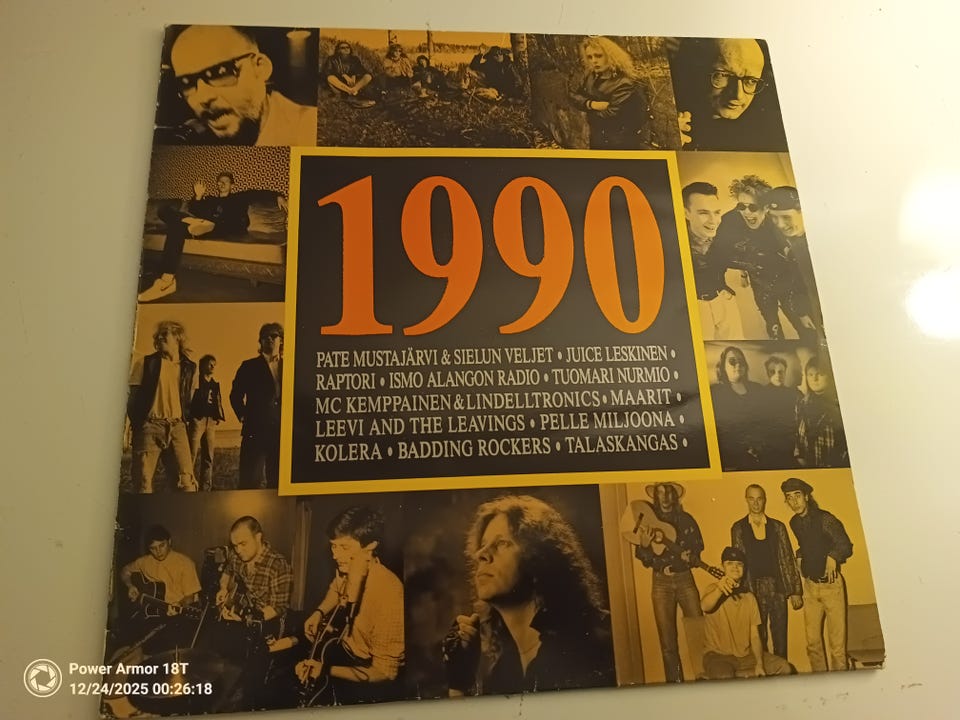 1990
PATE MUSTAJÄRVI & SIELUN VELJET • JUICE LESKINEN •
RAPTORI • ISMO ALANGON RADIO • TUOMARI NURMIO •
MC KEMPPAINEN & LINDELLTRONICS • MAARIT •
LEEVI AND THE LEAVINGS • PELLE MILJOONA •
KOLERA • BADDING ROCKERS • TALASKANGAS •
Power Armor 18T
12/24/2025 00:26:18